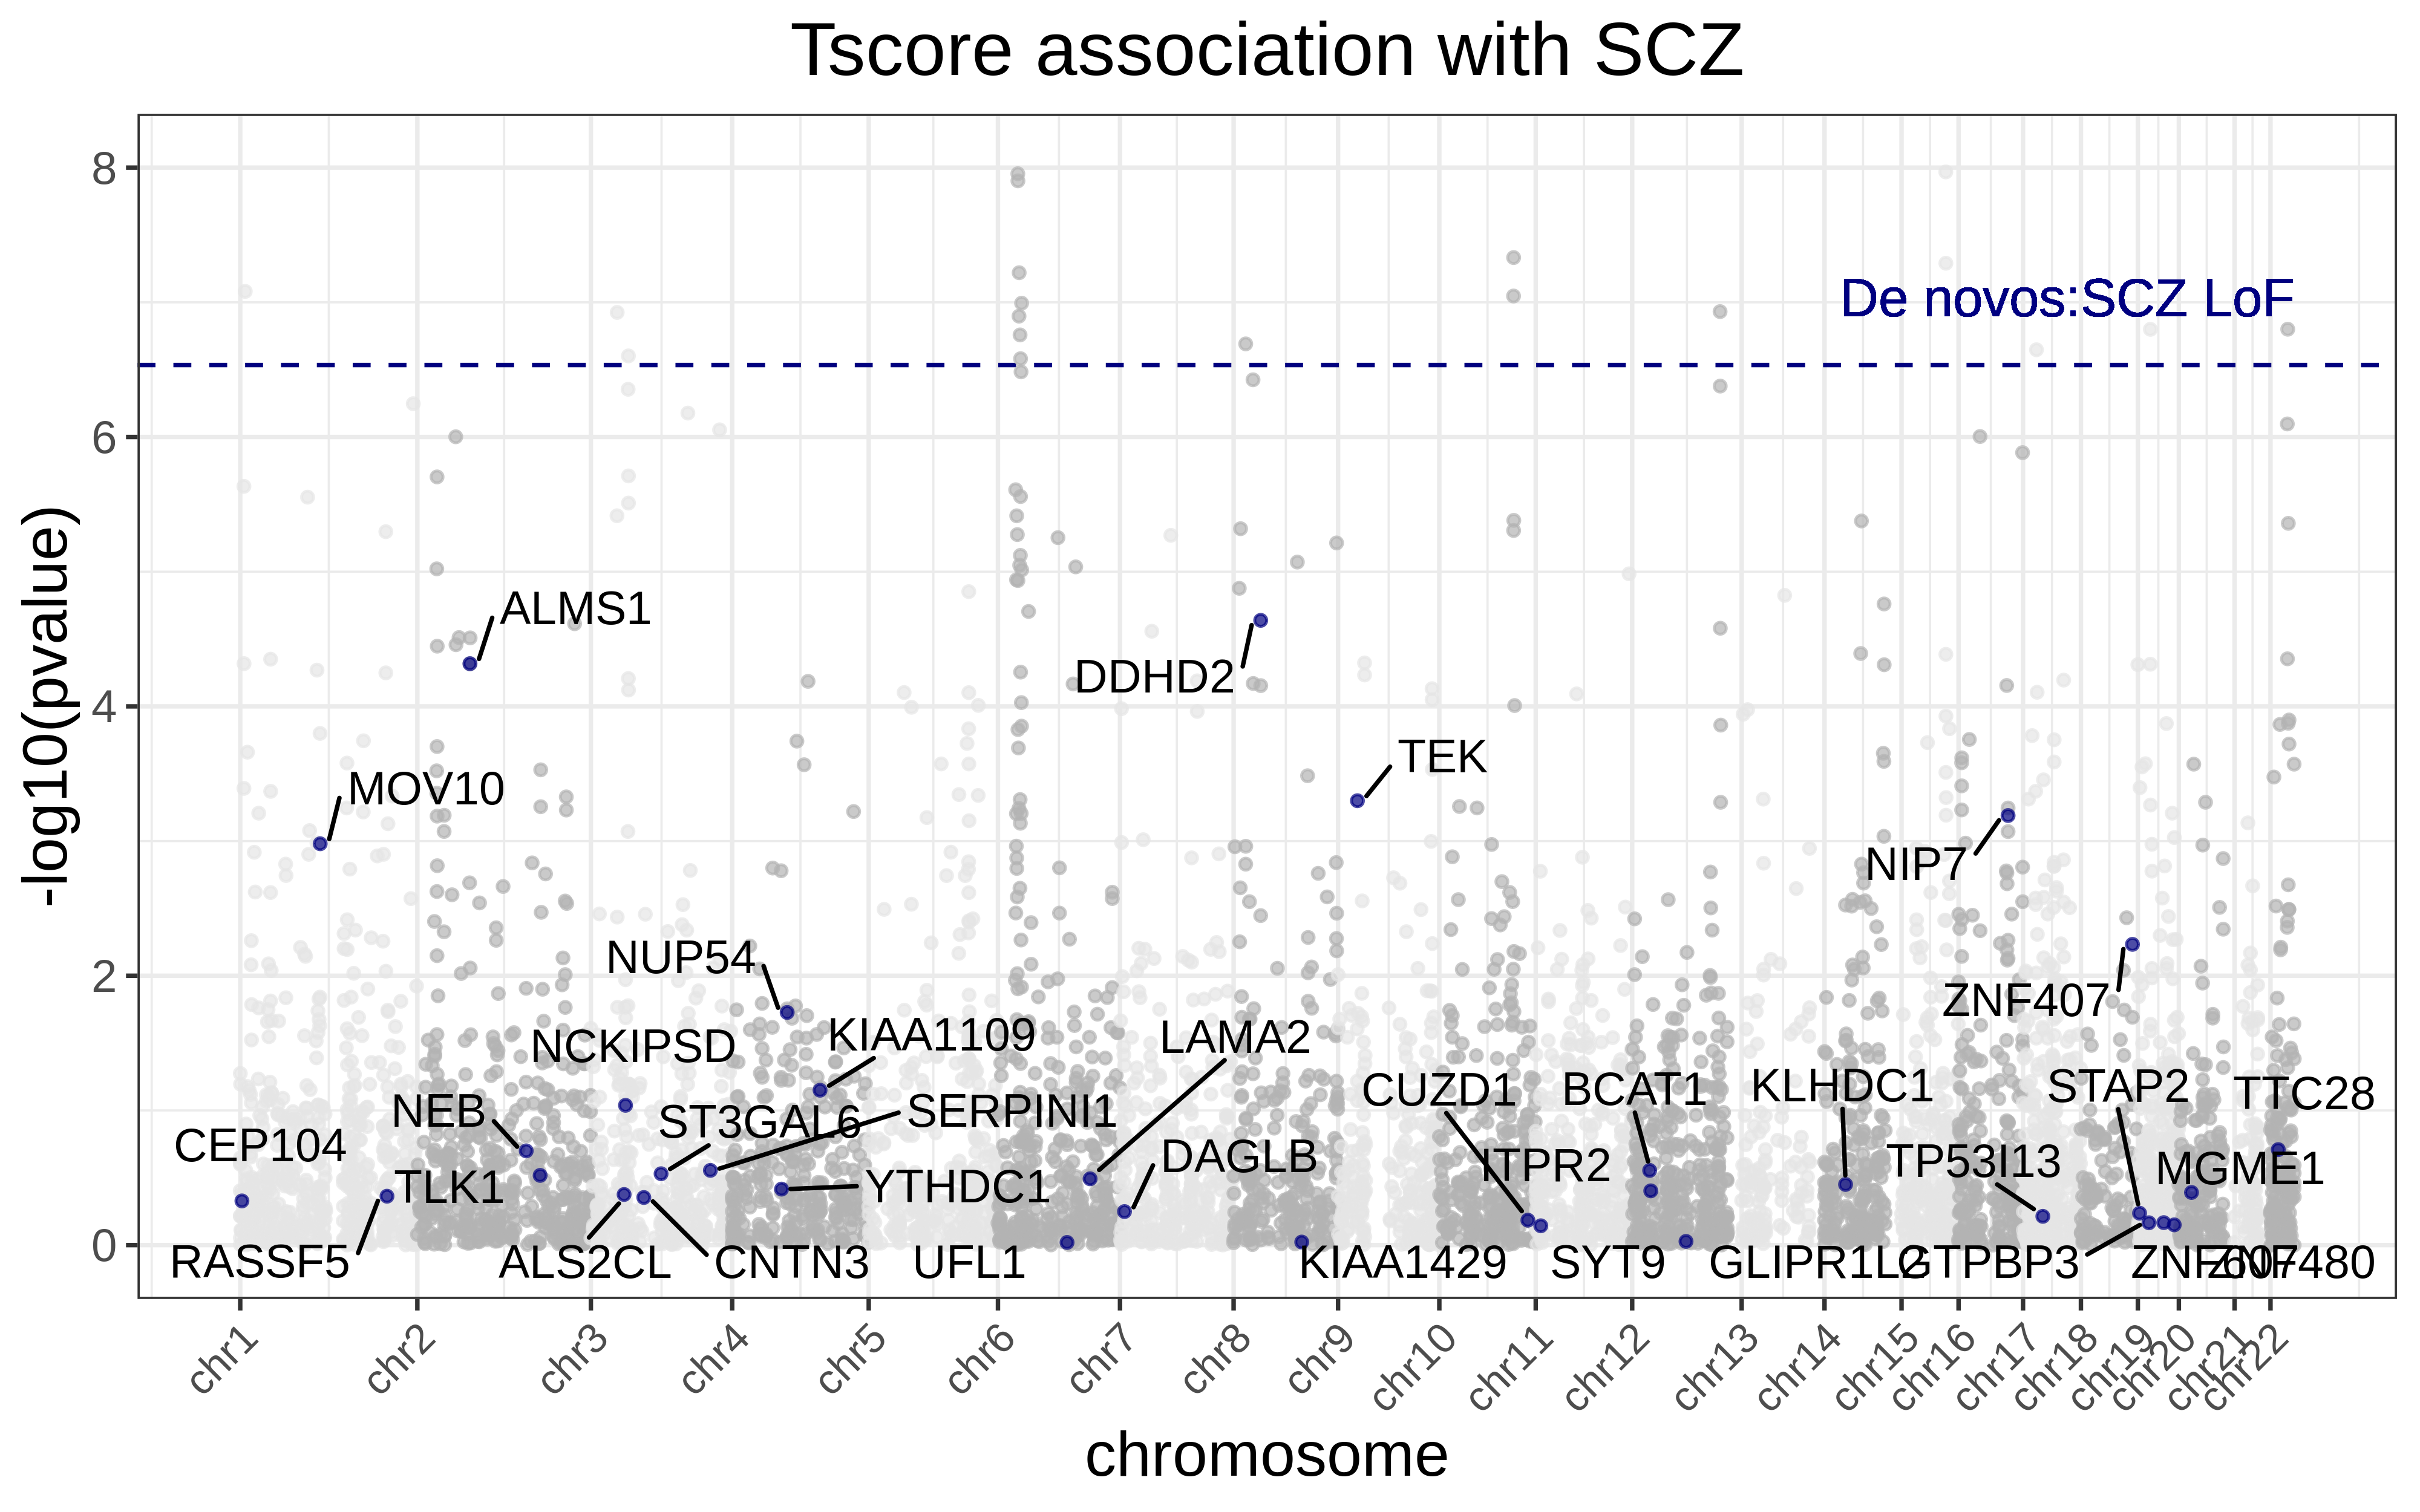 Tscore association with SCZ
-log10(pvalue)
8
6
4
2
0
De novos:SCZ LoF
ALMS1
DDHD2
TEK
MOV10
NIP7
NUP54
ZNF407
NCKIPSD
KIAA1109
LAMA2
NEB
ST3GAL6
SERPINI1
CUZD1
BCAT1
KLHDC1
STAP2
TTC28
CEP104
TLK1
YTHDC1
DAGLB
ITPR2
TP53I13
MGME1
RASSF5
ALS2CL
CNTN3
UFL1
KIAA1429
SYT9
GLIPR1L2
GTPBP3
ZNF607
ZNF480
chr1
chr2
chr3
chr4
chr5
chr6
chr7
chr8
chr9
chr10
chr11
chr12
chr13
chr14
chr15
chr16
chr17
chr18
chr19
chr20
chr21
chr22
chromosome